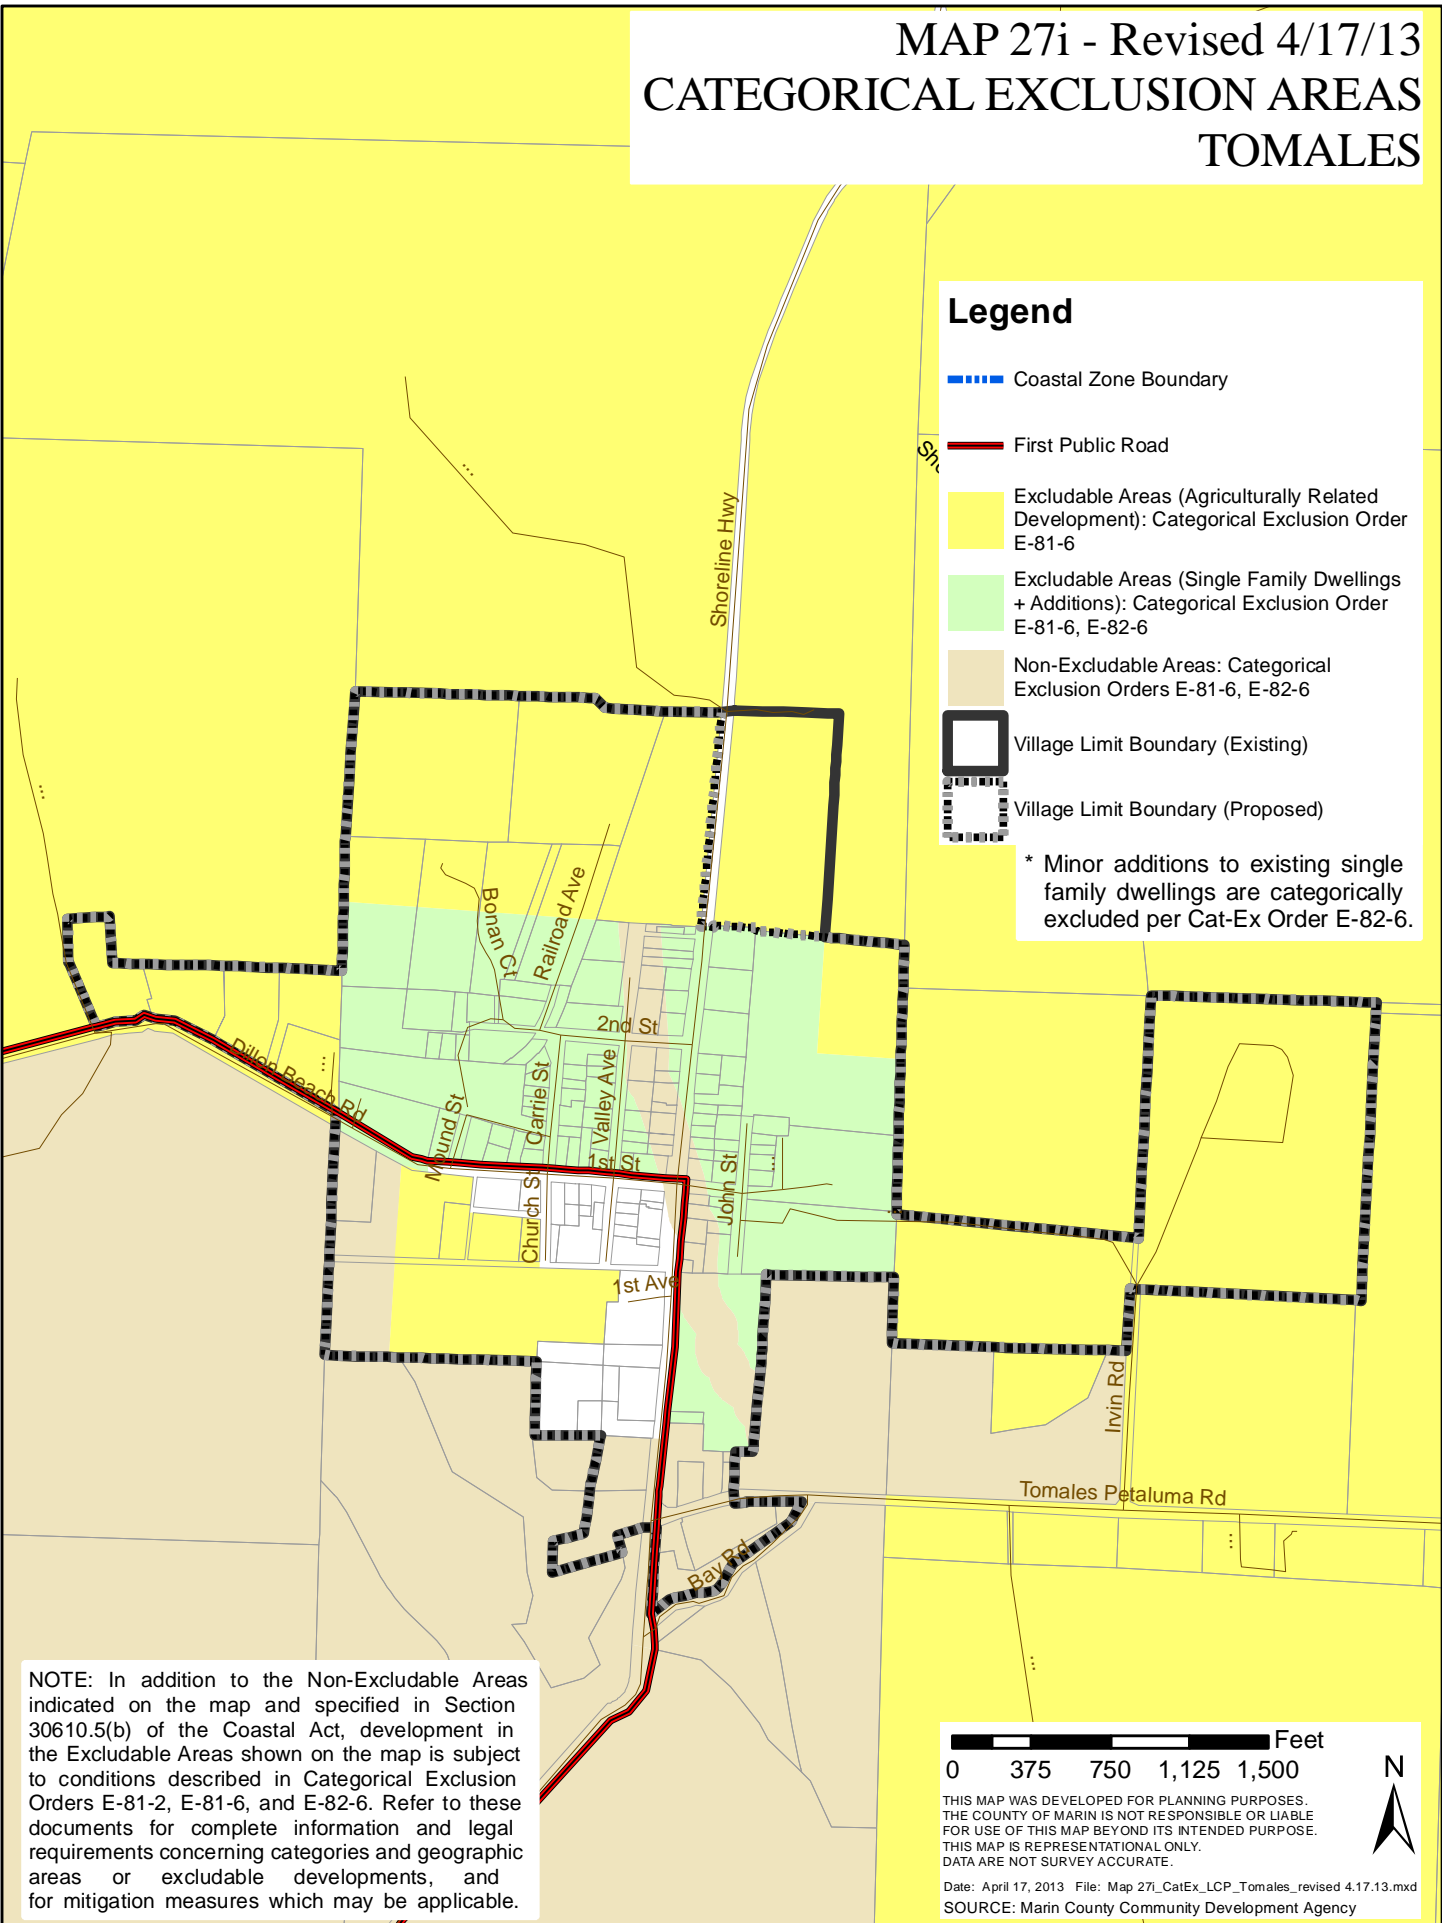 MAP 27i - Revised 4/17/13
CATEGORICAL EXCLUSION AREAS
TOMALES
Legend
Coastal Zone Boundary
First Public Road
Excludable Areas (Agriculturally Related
Development): Categorical Exclusion Order
E-81-6
Excludable Areas (Single Family Dwellings
+ Additions): Categorical Exclusion Order
E-81-6, E-82-6
Non-Excludable Areas: Categorical
Exclusion Orders E-81-6, E-82-6
Village Limit Boundary (Existing)
Village Limit Boundary (Proposed)
* Minor additions to existing single
family dwellings are categorically
excluded per Cat-Ex Order E-82-6.
Shoreline Hwy
Bonan Ct
Railroad Ave
2nd St
Dillon Beach Rd
Mound St
Carrie St
Valley Ave
1st St
Church St
John St
1st Ave
Irvin Rd
Tomales Petaluma Rd
Bay Rd
NOTE: In addition to the Non-Excludable Areas
indicated on the map and specified in Section
30610.5(b) of the Coastal Act, development in
the Excludable Areas shown on the map is subject
to conditions described in Categorical Exclusion
Orders E-81-2, E-81-6, and E-82-6. Refer to these
documents for complete information and legal
requirements concerning categories and geographic
areas or excludable developments, and
for mitigation measures which may be applicable.
Feet
0 375 750 1,125 1,500
N
THIS MAP WAS DEVELOPED FOR PLANNING PURPOSES.
THE COUNTY OF MARIN IS NOT RESPONSIBLE OR LIABLE
FOR USE OF THIS MAP BEYOND ITS INTENDED PURPOSE.
THIS MAP IS REPRESENTATIONAL ONLY.
DATA ARE NOT SURVEY ACCURATE.
Date: April 17, 2013 File: Map 27i_CatEx_LCP_Tomales_revised 4.17.13.mxd
SOURCE: Marin County Community Development Agency